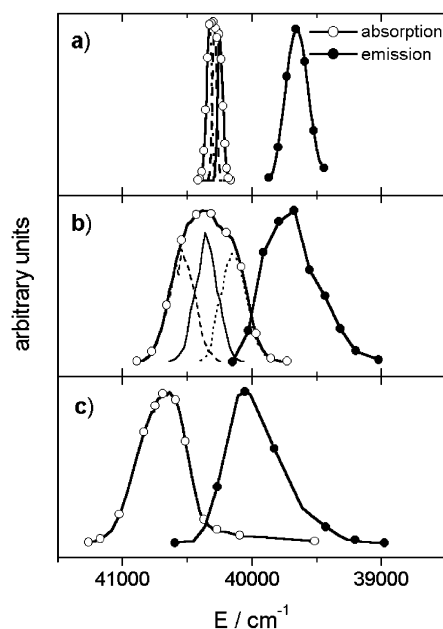 a)
absorption
emission
b)
arbitrary units
c)
41000 40000 39000
E / cm⁻¹